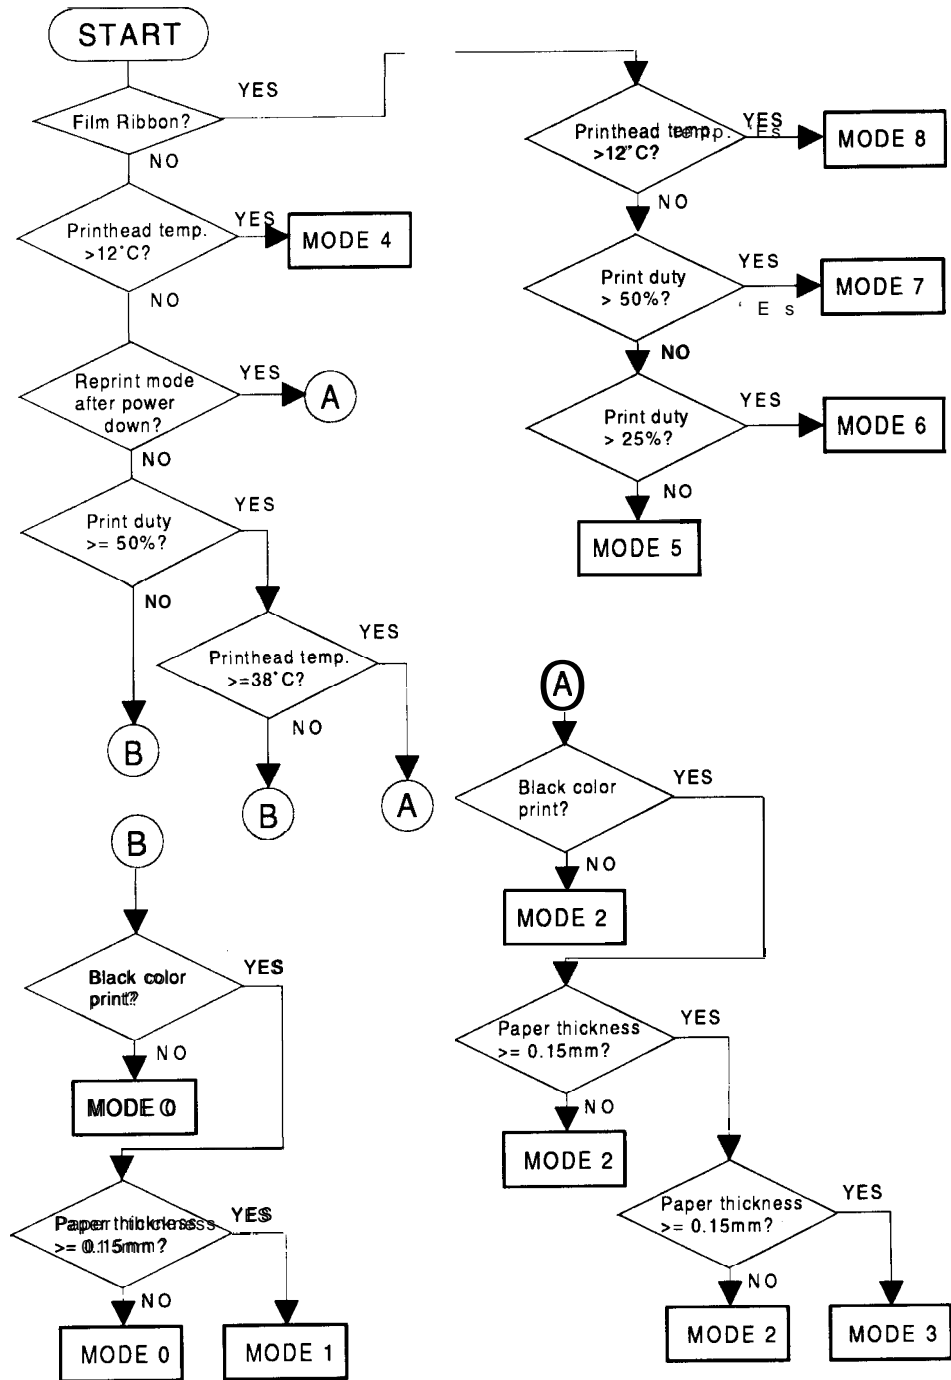 START
Film Ribbon?
YES
NO
Printhead temp.
>12°C?
YES
MODE 4
NO
Reprint mode
after power
down?
YES
A
NO
Print duty
>= 50%?
YES
NO
B
Printhead temp.
>=38°C?
YES
NO
B
A
Printhead temp.
>12°C?
YES
MODE 8
NO
Print duty
> 50%?
YES
MODE 7
NO
Print duty
> 25%?
YES
MODE 6
NO
MODE 5
B
Black color
print?
YES
NO
MODE 0
Paper thickness
>= 0.15mm?
YES
NO
MODE 0
MODE 1
A
Black color
print?
YES
NO
MODE 2
Paper thickness
>= 0.15mm?
YES
NO
MODE 2
Paper thickness
>= 0.15mm?
YES
NO
MODE 2
MODE 3